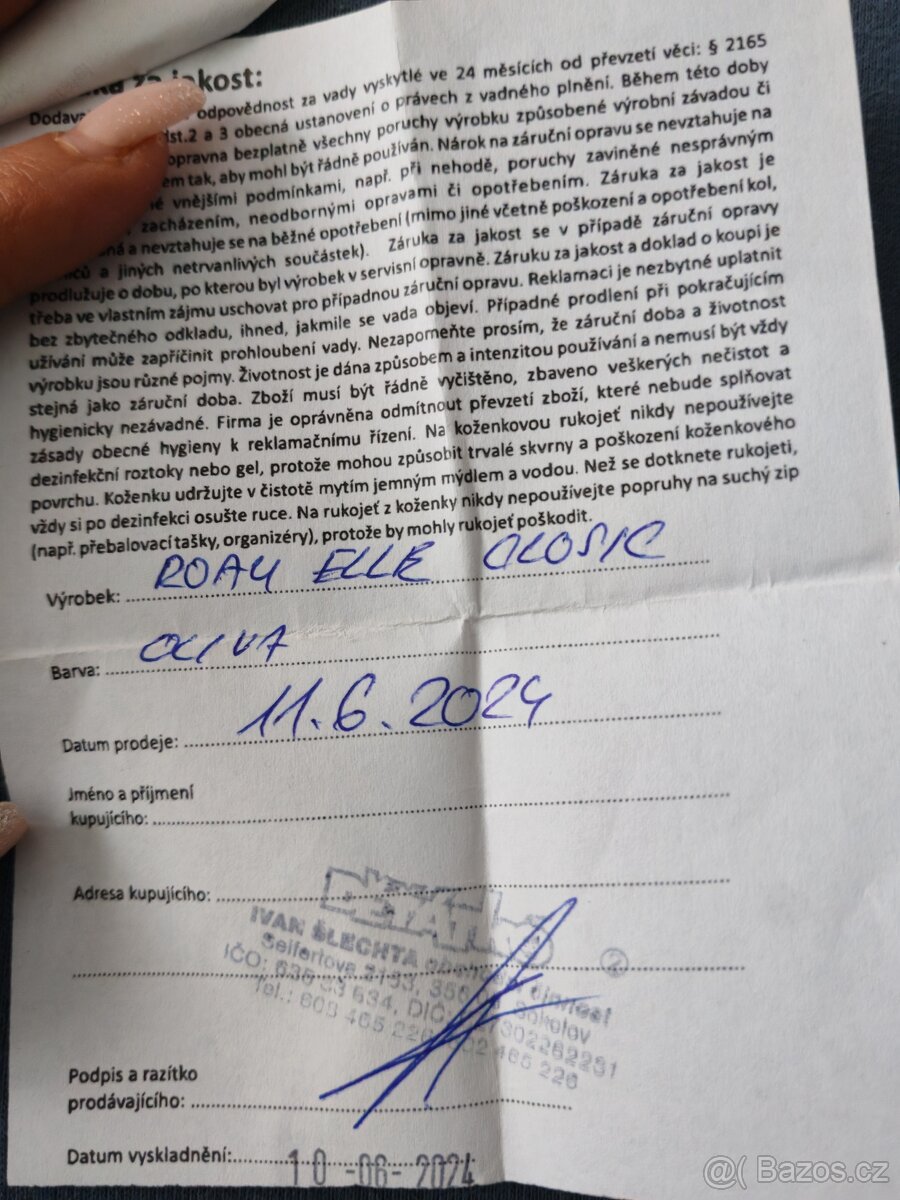 jakost:
odpovědnost za vady vyskytlé ve 24 měsících od převzetí věci: § 2165
2 a 3 obecná ustanovení o právech z vadného plnění. Během této doby
bezplatně všechny poruchy výrobku způsobené výrobní závadou či
tak, aby mohl být řádně používán. Nárok na záruční opravu se nevztahuje na
vnějšími podmínkami, např. při nehodě, poruchy zaviněné nesprávným
zacházením, neodbornými opravami či opotřebením. Záruka za jakost je
a nevztahuje se na běžné opotřebení (mimo jiné včetně poškození a opotřebení kol,
a jiných netrvanlivých součástek). Záruka za jakost se v případě záruční opravy
prodlužuje o dobu, po kterou byl výrobek v servisní opravně. Záruku za jakost a doklad o koupi je
třeba ve vlastním zájmu uschovat pro případnou záruční opravu. Reklamaci je nezbytné uplatnit
bez zbytečného odkladu, ihned, jakmile se vada objeví. Případné prodlení při pokračujícím
užívání může zapříčinit prohloubení vady. Nezapomeňte prosím, že záruční doba a životnost
výrobku jsou různé pojmy. Životnost je dána způsobem a intenzitou používání a nemusí být vždy
stejná jako záruční doba. Zboží musí být řádně vyčištěno, zbaveno veškerých nečistot a
hygienicky nezávadné. Firma je oprávněna odmítnout převzetí zboží, které nebude splňovat
zásady obecné hygieny k reklamačnímu řízení. Na koženkovou rukojeť nikdy nepoužívejte
dezinfekční roztoky nebo gel, protože mohou způsobit trvalé skvrny a poškození koženkového
povrchu. Koženku udržujte v čistotě mytím jemným mýdlem a vodou. Než se dotknete rukojeti,
vždy si po dezinfekci osušte ruce. Na rukojeť z koženky nikdy nepoužívejte popruhy na suchý zip
(např. přebalovací tašky, organizéry), protože by mohly rukojeť poškodit.
Výrobek: ROAN ELLE
Barva: OLIVA
Datum prodeje: 11.6.2024
Jméno a příjmení
kupujícího:
Adresa kupujícího:
IVAN ŠLECHTA
Seifertova Sokolov
IČO: DIČ:
Tel.: 465 226
Podpis a razítko
prodávajícího:
Datum vyskladnění: 10 -06- 2024
@( Bazos.cz